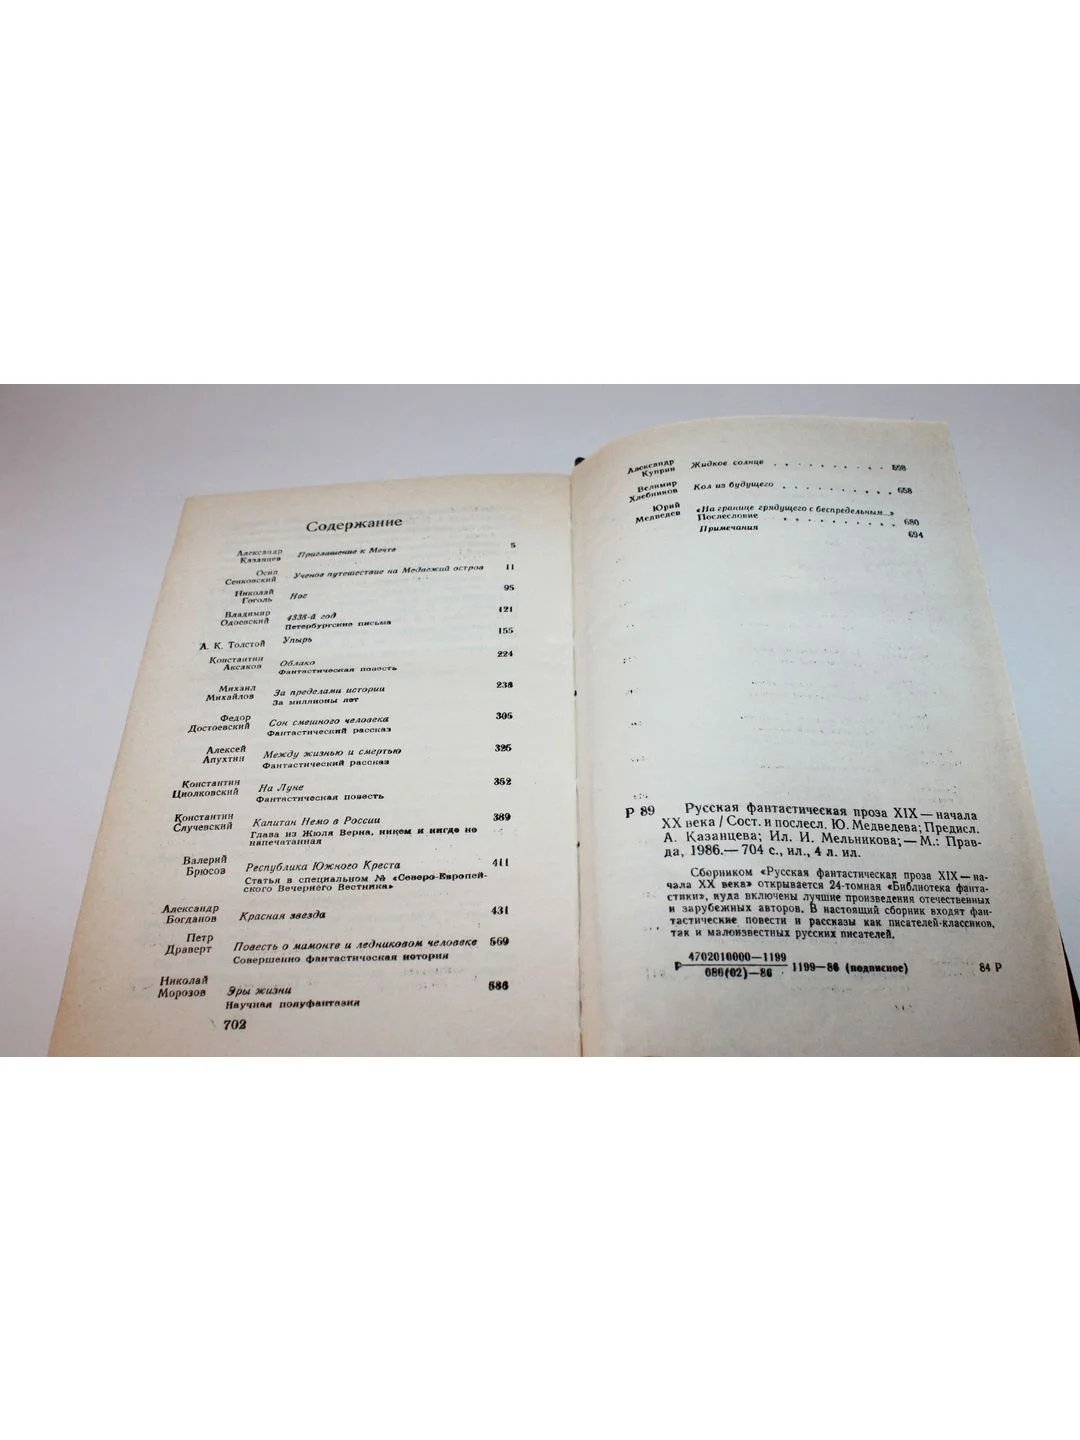 Содержание
Александр
Казанцев Приглашение к Мечте 5
Осип
Сенковский Ученое путешествие на Медвежий остров 11
Николай
Гоголь Нос 95
Владимир
Одоевский 4338-й год 121
Петербургские письма
А. К. Толстой Упырь 155
Константин
Аксаков Облако 224
Фантастическая повесть
Михаил
Михайлов За пределами истории 238
За миллионы лет
Федор
Достоевский Сон смешного человека 305
Фантастический рассказ
Алексей
Апухтин Между жизнью и смертью 325
Фантастический рассказ
Константин
Циолковский На Луне 352
Фантастическая повесть
Константин
Случевский Капитан Немо в России 389
Глава из Жюля Верна, никем и нигде не
напечатанная
Валерий
Брюсов Республика Южного Креста 411
Статья в специальном № «Северо-Европей-
ского Вечернего Вестника»
Александр
Богданов Красная звезда 431
Петр
Драверт Повесть о мамонте и ледниковом человеке 569
Совершенно фантастическая история
Николай
Морозов Эры жизни 586
Научная полуфантазия
702
Александр
Куприн Жидкое солнце . . . . . . . . . 598
Велимир
Хлебников Кол из будущего . . . . . . . . 658
Юрий
Медведев «На границе грядущего с беспредельным...»
Послесловие . . . . . . . . . 680
Примечания 694
Р 89 Русская фантастическая проза XIX — начала
XX века / Сост. и послесл. Ю. Медведева; Предисл.
А. Казанцева; Ил. И. Мельникова; — М.: Прав-
да, 1986. — 704 с., ил., 4 л. ил.
Сборником «Русская фантастическая проза XIX — на-
чала XX века» открывается 24-томная «Библиотека фанта-
стики», куда включены лучшие произведения отечественных
и зарубежных авторов. В настоящий сборник входят фан-
тастические повести и рассказы как писателей-классиков,
так и малоизвестных русских писателей.
Р 4702010000—1199
080(02)—86 1199—86 (подписное) 84 Р